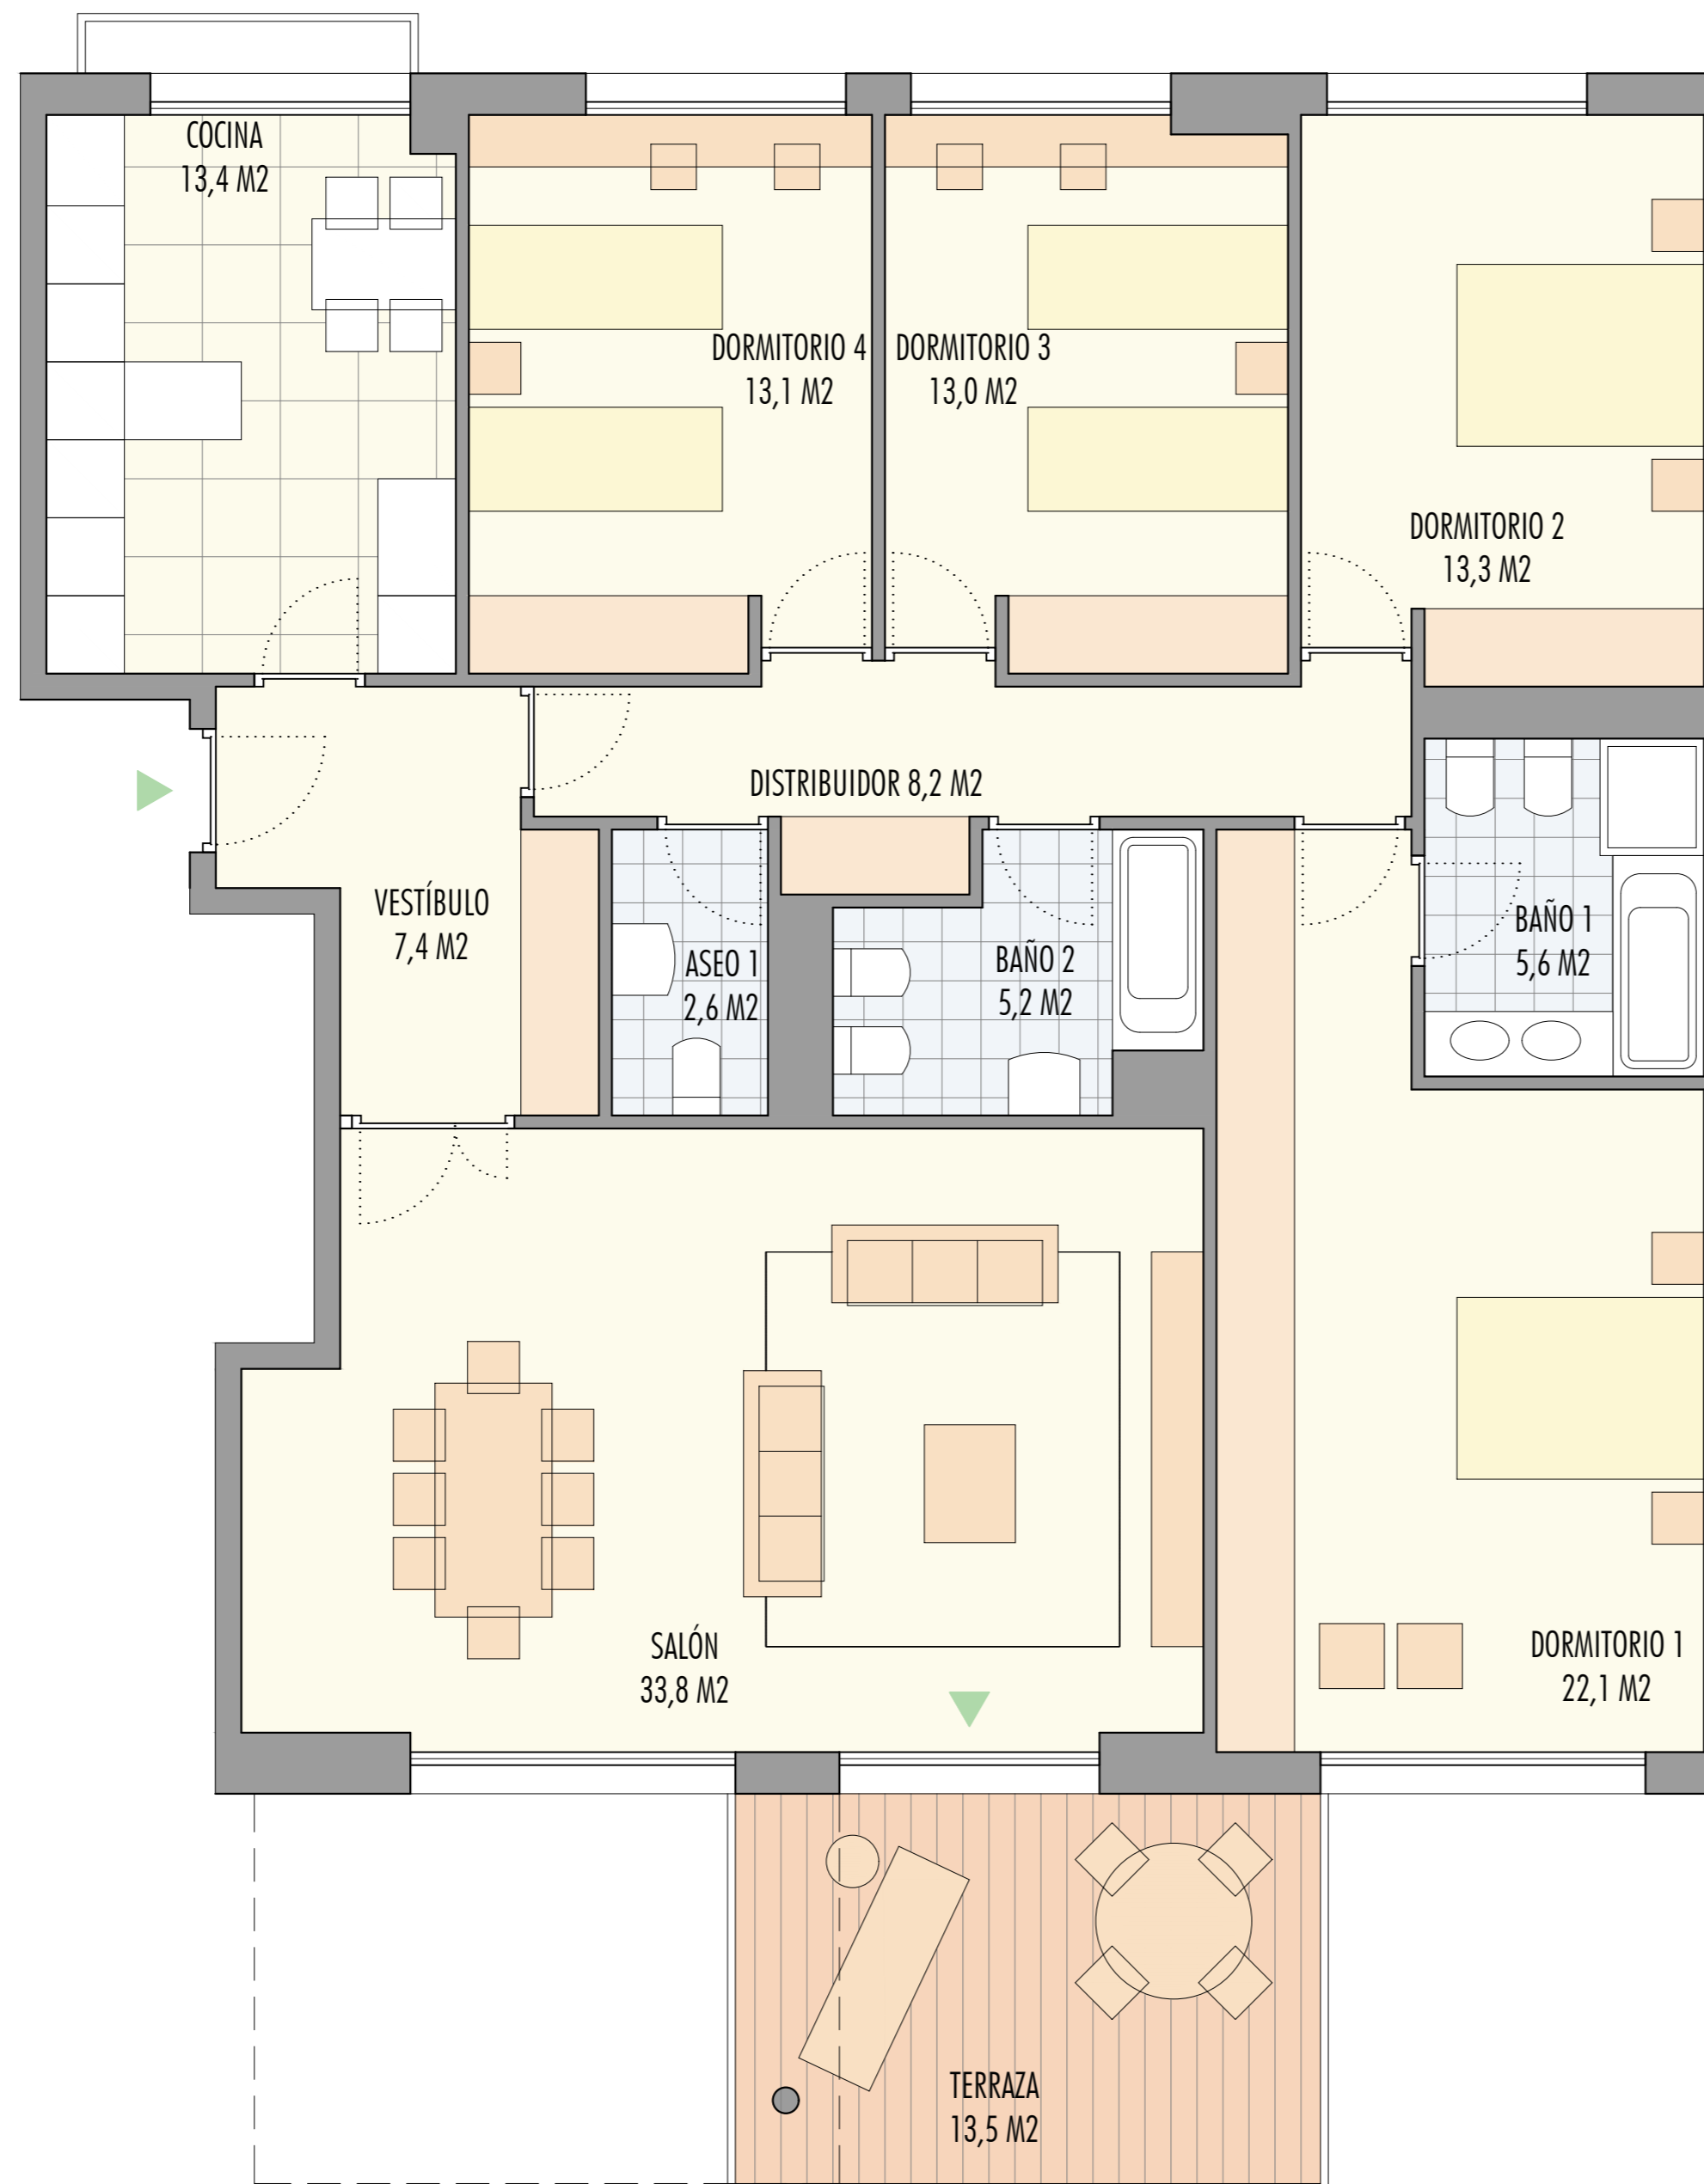 COCINA
13,4 M2
DORMITORIO 4
13,1 M2
DORMITORIO 3
13,0 M2
DORMITORIO 2
13,3 M2
DISTRIBUIDOR 8,2 M2
VESTÍBULO
7,4 M2
ASEO 1
2,6 M2
BAÑO 2
5,2 M2
BAÑO 1
5,6 M2
SALÓN
33,8 M2
DORMITORIO 1
22,1 M2
TERRAZA
13,5 M2